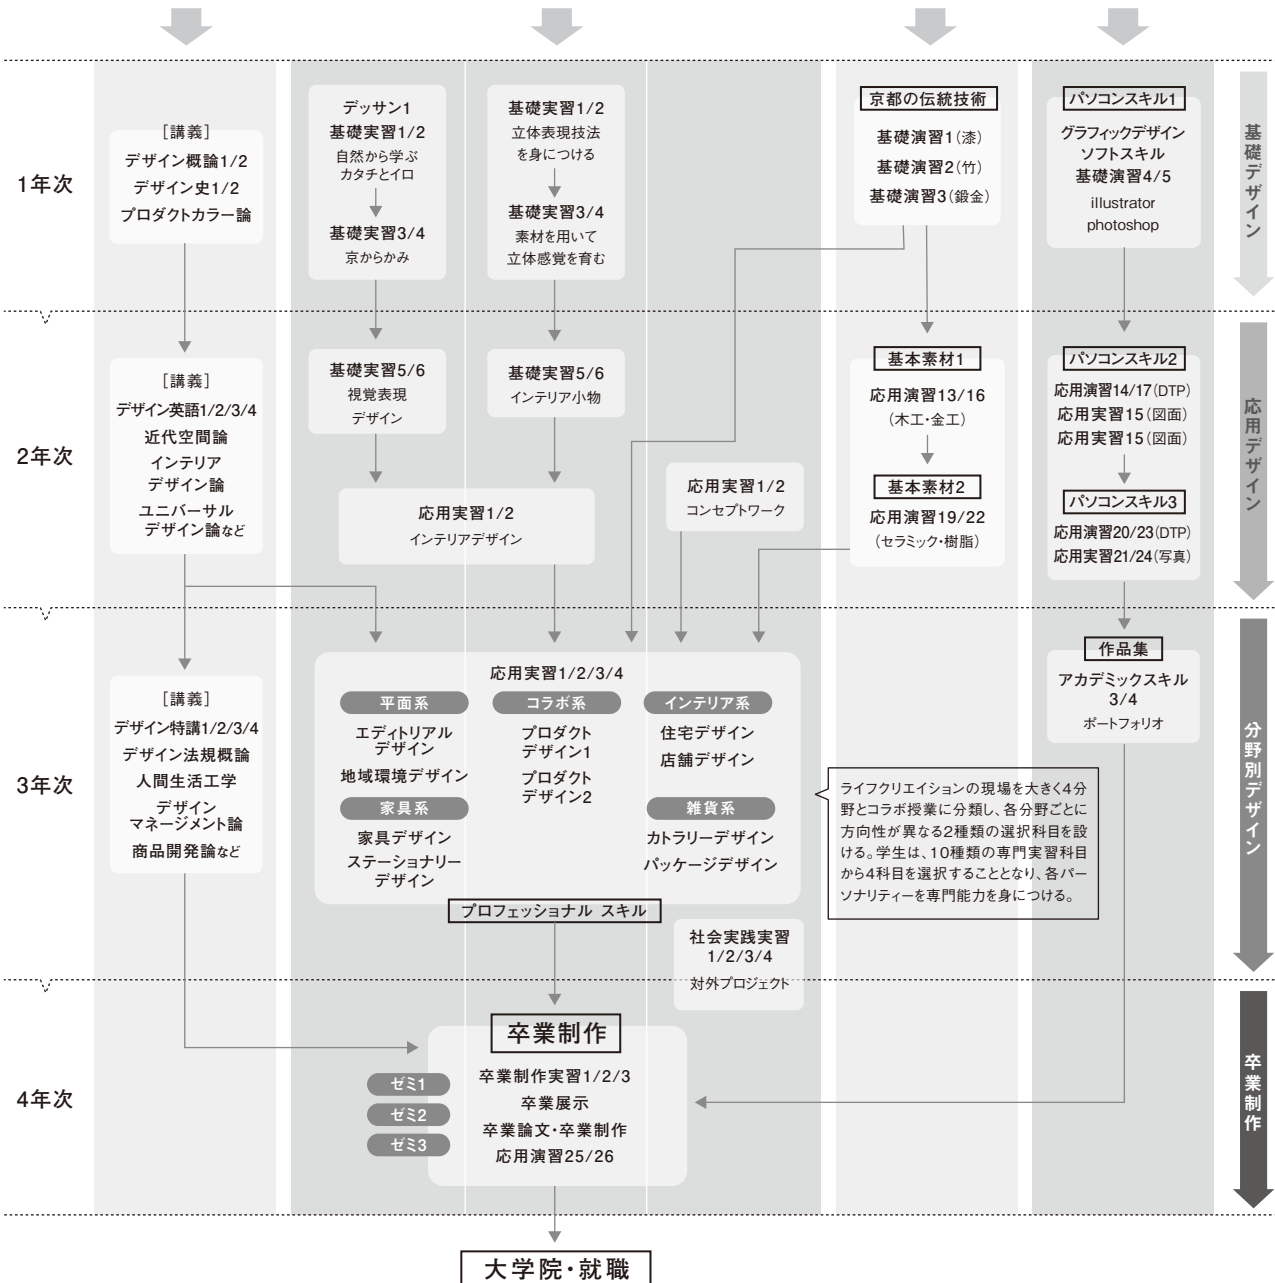 1年次
[講義]
デザイン概論1/2
デザイン史1/2
プロダクトカラー論
デッサン1
基礎実習1/2
自然から学ぶ
カタチとイロ
基礎実習3/4
京からかみ
基礎実習1/2
立体表現技法
を身につける
基礎実習3/4
素材を用いて
立体感覚を育む
京都の伝統技術
基礎演習1(漆)
基礎演習2(竹)
基礎演習3(鍛金)
パソコンスキル1
グラフィックデザイン
ソフトスキル
基礎演習4/5
illustrator
photoshop
基礎デザイン
2年次
[講義]
デザイン英語1/2/3/4
近代空間論
インテリア
デザイン論
ユニバーサル
デザイン論など
基礎実習5/6
視覚表現
デザイン
基礎実習5/6
インテリア小物
応用実習1/2
インテリアデザイン
応用実習1/2
コンセプトワーク
基本素材1
応用演習13/16
(木工・金工)
基本素材2
応用演習19/22
(セラミック・樹脂)
パソコンスキル2
応用演習14/17(DTP)
応用実習15(図面)
応用実習15(図面)
パソコンスキル3
応用演習20/23(DTP)
応用実習21/24(写真)
応用デザイン
3年次
[講義]
デザイン特講1/2/3/4
デザイン法規概論
人間生活工学
デザイン
マネージメント論
商品開発論など
応用実習1/2/3/4
平面系
エディトリアル
デザイン
地域環境デザイン
家具系
家具デザイン
ステーショナリー
デザイン
コラボ系
プロダクト
デザイン1
プロダクト
デザイン2
インテリア系
住宅デザイン
店舗デザイン
雑貨系
カトラリーデザイン
パッケージデザイン
プロフェッショナル スキル
社会実践実習
1/2/3/4
対外プロジェクト
作品集
アカデミックスキル
3/4
ポートフォリオ
ライフクリエイションの現場を大きく4分
野とコラボ授業に分類し、各分野ごとに
方向性が異なる2種類の選択科目を設
ける。学生は、10種類の専門実習科目
から4科目を選択することとなり、各パー
ソナリティーを専門能力を身につける。
分野別デザイン
4年次
卒業制作
ゼミ1
ゼミ2
ゼミ3
卒業制作実習1/2/3
卒業展示
卒業論文・卒業制作
応用演習25/26
卒業制作
大学院・就職